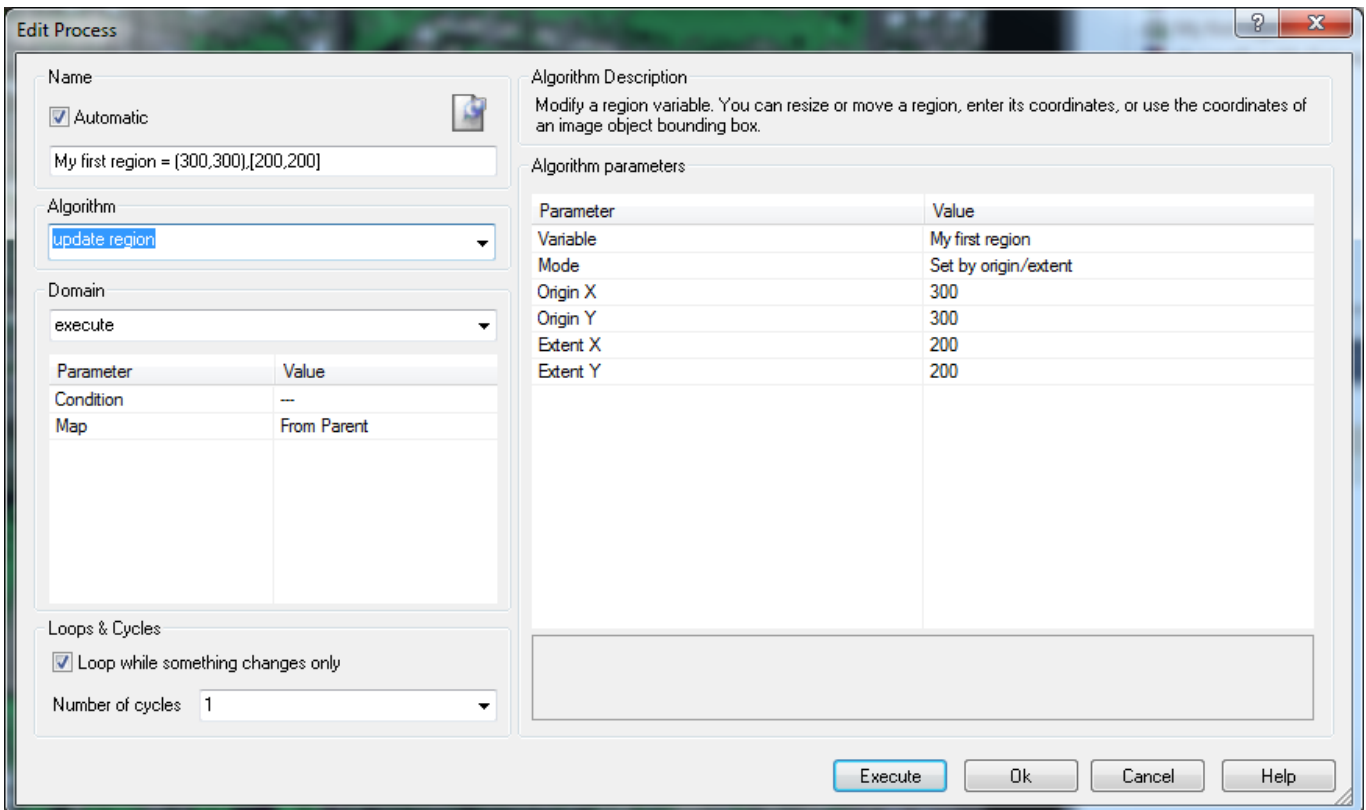 Edit Process
?
X
Name
Automatic
My first region = (300,300),[200,200]
Algorithm
update region
Domain
execute
Parameter Value
Condition ---
Map From Parent
Loops & Cycles
Loop while something changes only
Number of cycles 1
Algorithm Description
Modify a region variable. You can resize or move a region, enter its coordinates, or use the coordinates of
an image object bounding box.
Algorithm parameters
Parameter Value
Variable My first region
Mode Set by origin/extent
Origin X 300
Origin Y 300
Extent X 200
Extent Y 200
Execute Ok Cancel Help